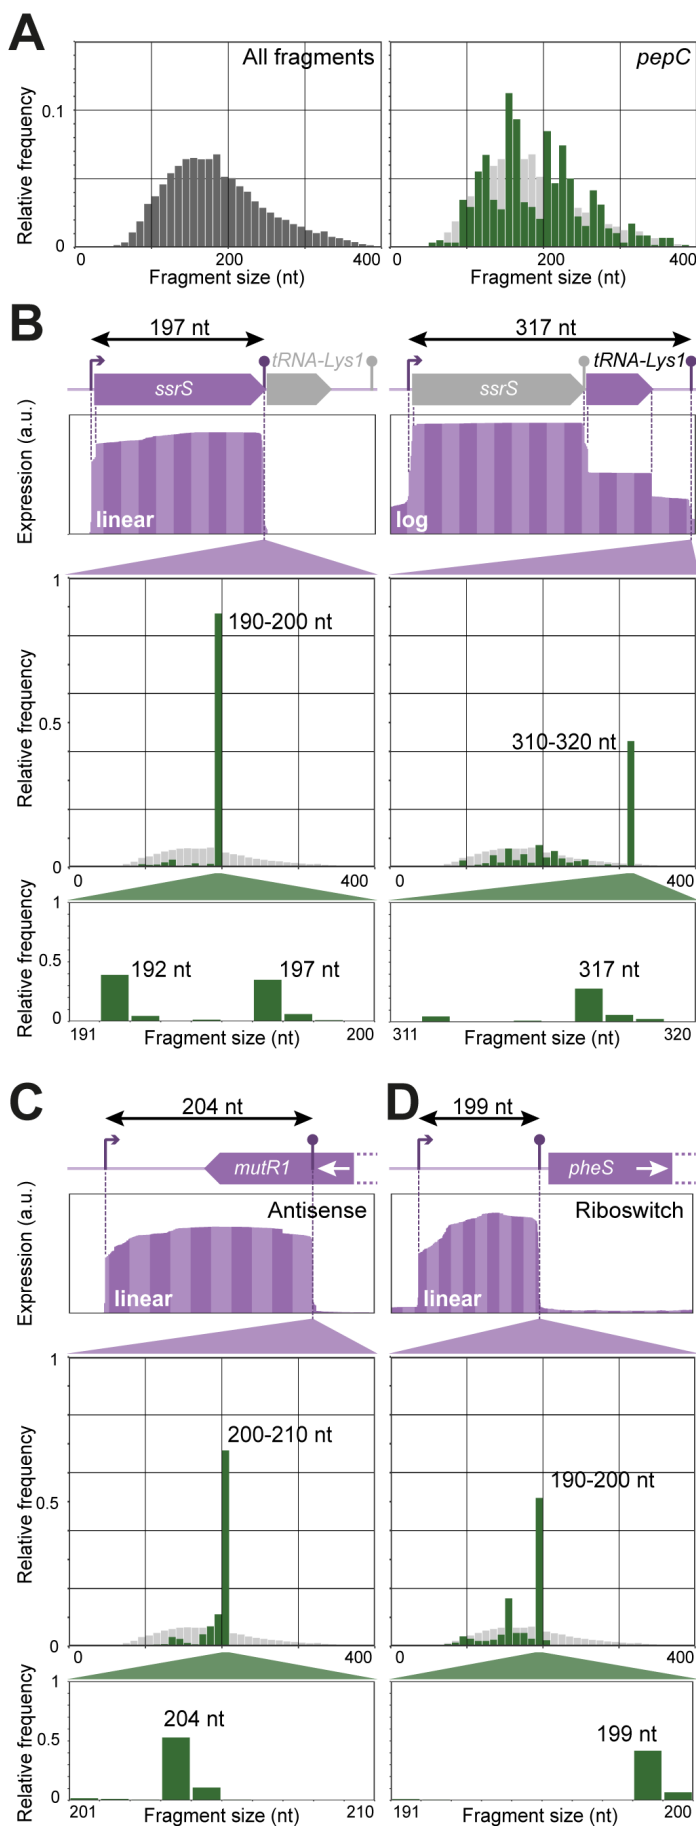 A
All fragments
pepC
Relative frequency
0.1
0
0 200 400
0 200 400
Fragment size (nt)
Fragment size (nt)
B
197 nt
317 nt
tRNA-Lys1
tRNA-Lys1
ssrS
ssrS
Expression (a.u.)
linear
log
1
190-200 nt
Relative frequency
0.5
310-320 nt
0
0 400
0 400
Relative frequency
1
0.5
0
192 nt
197 nt
317 nt
191 Fragment size (nt) 200
311 Fragment size (nt) 320
C
204 nt
D
199 nt
mutR1
pheS
Expression (a.u.)
Antisense
Riboswitch
linear
linear
1
200-210 nt
190-200 nt
Relative frequency
0.5
0
0 400
0 400
Relative frequency
1
0.5
0
204 nt
199 nt
201 Fragment size (nt) 210
191 Fragment size (nt) 200